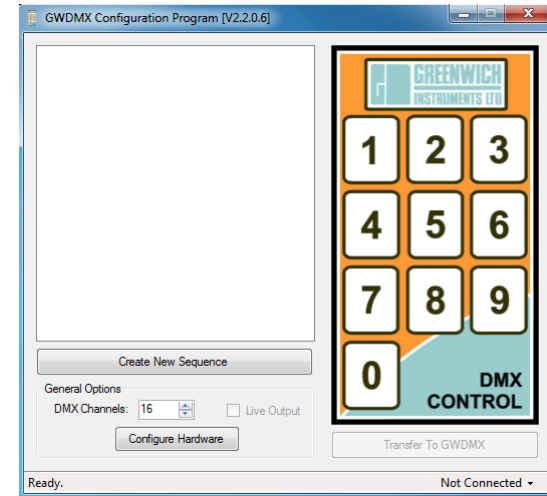 GWDMX Configuration Program [V2.2.0.6]
GREENWICH
INSTRUMENTS LTD
1 2 3
4 5 6
7 8 9
0
DMX
CONTROL
Create New Sequence
General Options
DMX Channels: 16 Live Output
Configure Hardware
Transfer To GWDMX
Ready. Not Connected